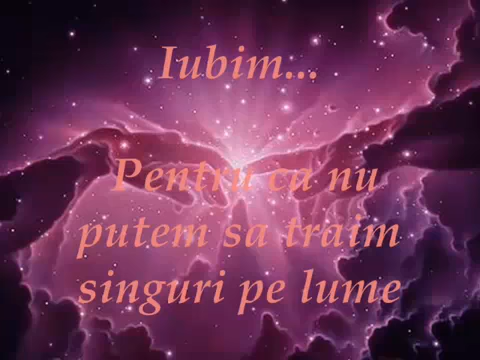 Iubim...
Pentru ca nu
putem sa traim
singuri pe lume